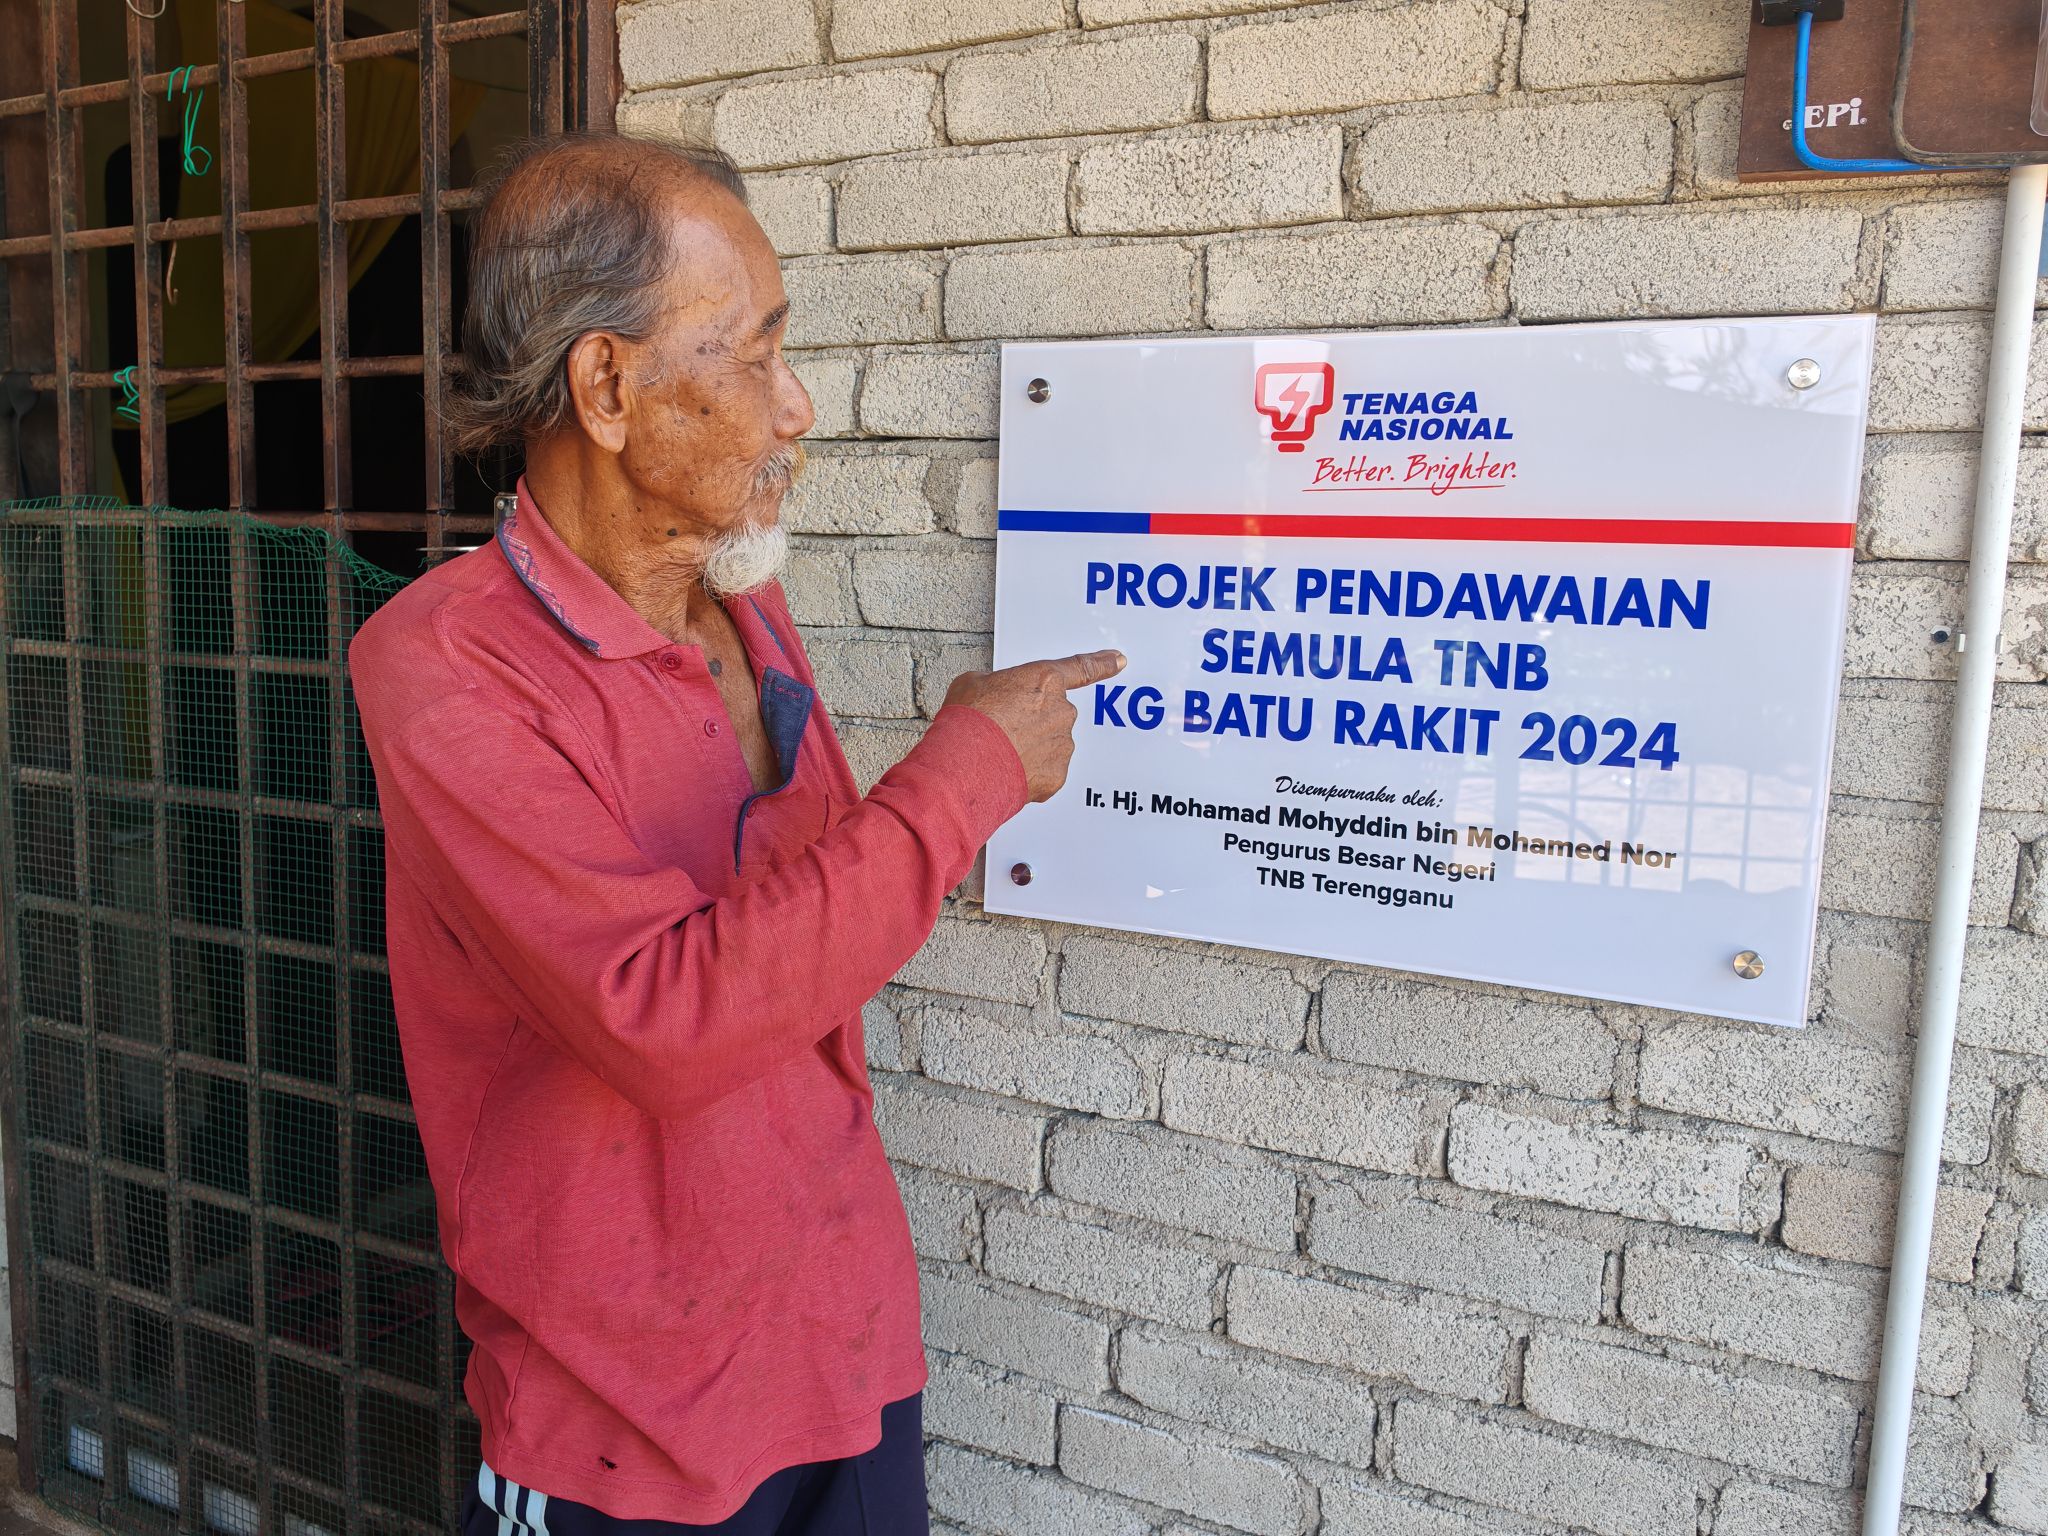 EPi
TENAGA
NASIONAL
Better. Brighter.
PROJEK PENDAWAIAN
SEMULA TNB
KG BATU RAKIT 2024
Disempurnakn oleh;
Ir. Hj. Mohamad Mohyddin bin Mohamed Nor
Pengurus Besar Negeri
TNB Terengganu